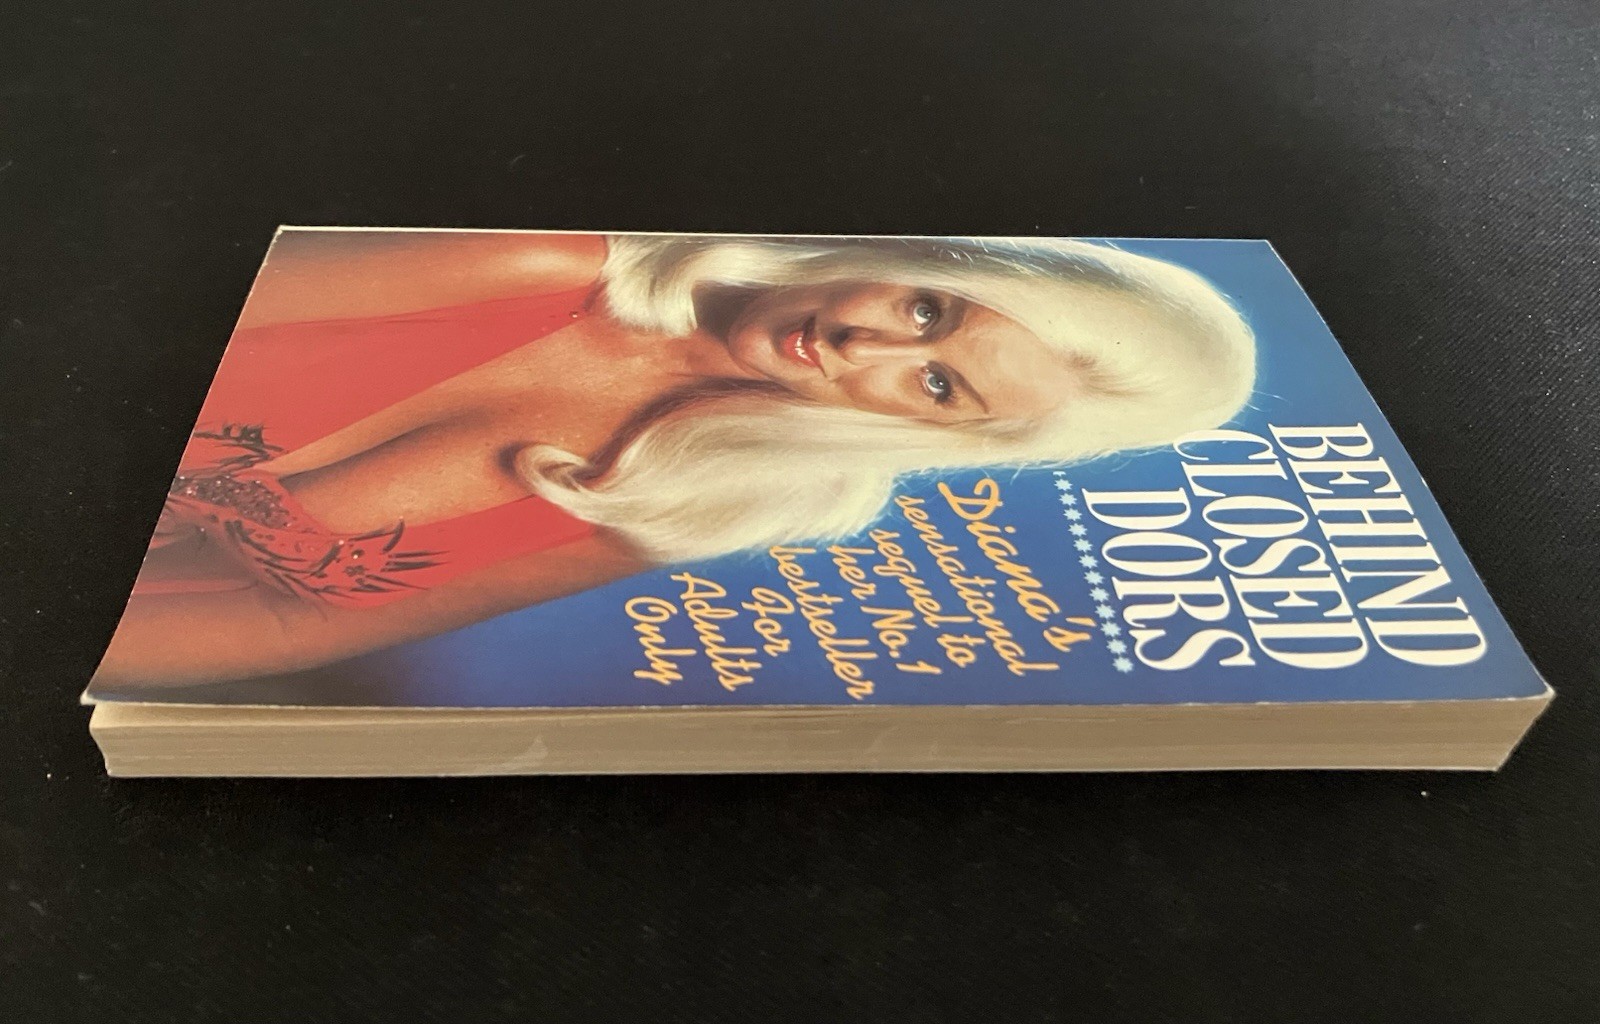 BEHIND
CLOSED
DORS
Diana's
sensational
sequel to
her No.1
bestseller
For
Adults
Only